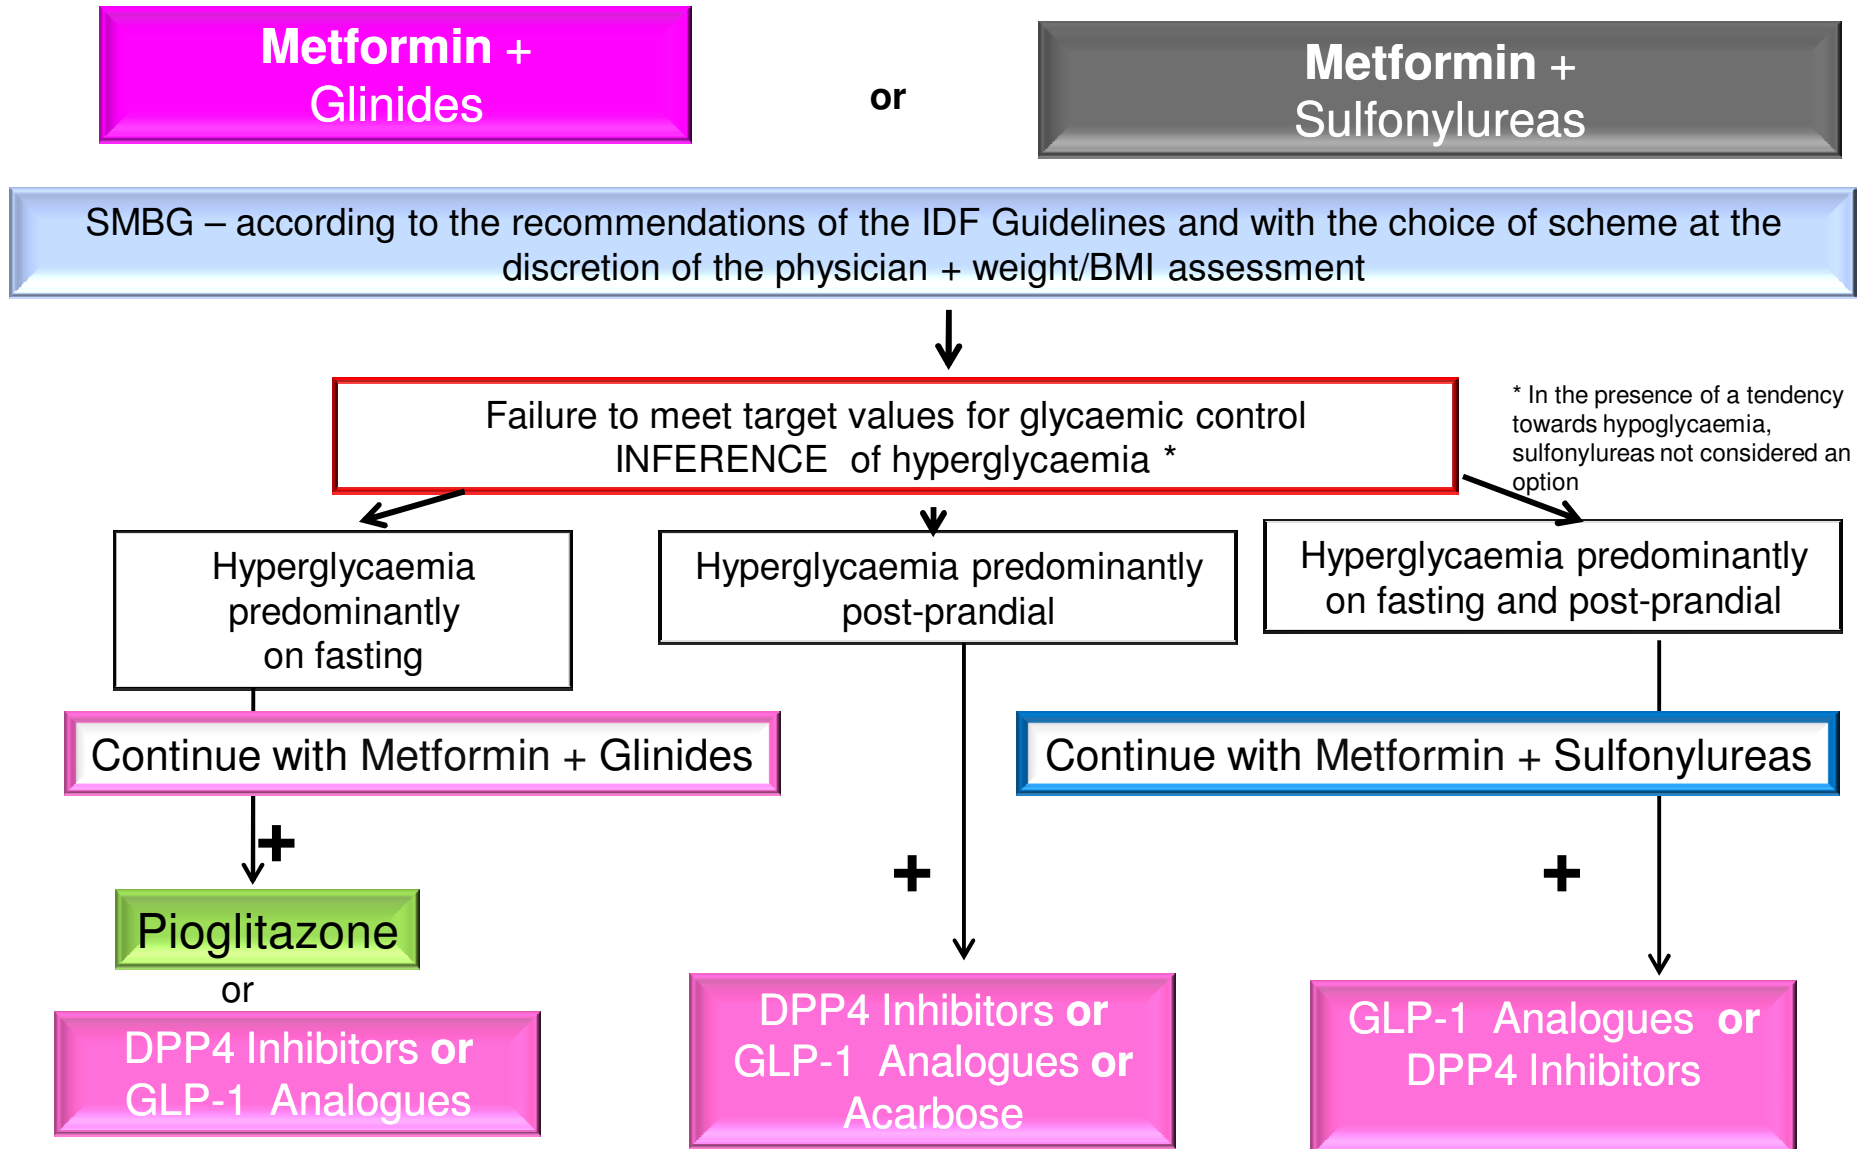 Metformin +
Glinides
or
Metformin +
Sulfonylureas
SMBG – according to the recommendations of the IDF Guidelines and with the choice of scheme at the
discretion of the physician + weight/BMI assessment
Failure to meet target values for glycaemic control
INFERENCE of hyperglycaemia *
* In the presence of a tendency
towards hypoglycaemia,
sulfonylureas not considered an
option
Hyperglycaemia
predominantly
on fasting
Hyperglycaemia predominantly
post-prandial
Hyperglycaemia predominantly
on fasting and post-prandial
Continue with Metformin + Glinides
Continue with Metformin + Sulfonylureas
+
+
+
Pioglitazone
or
DPP4 Inhibitors or
GLP-1 Analogues
DPP4 Inhibitors or
GLP-1 Analogues or
Acarbose
GLP-1 Analogues or
DPP4 Inhibitors